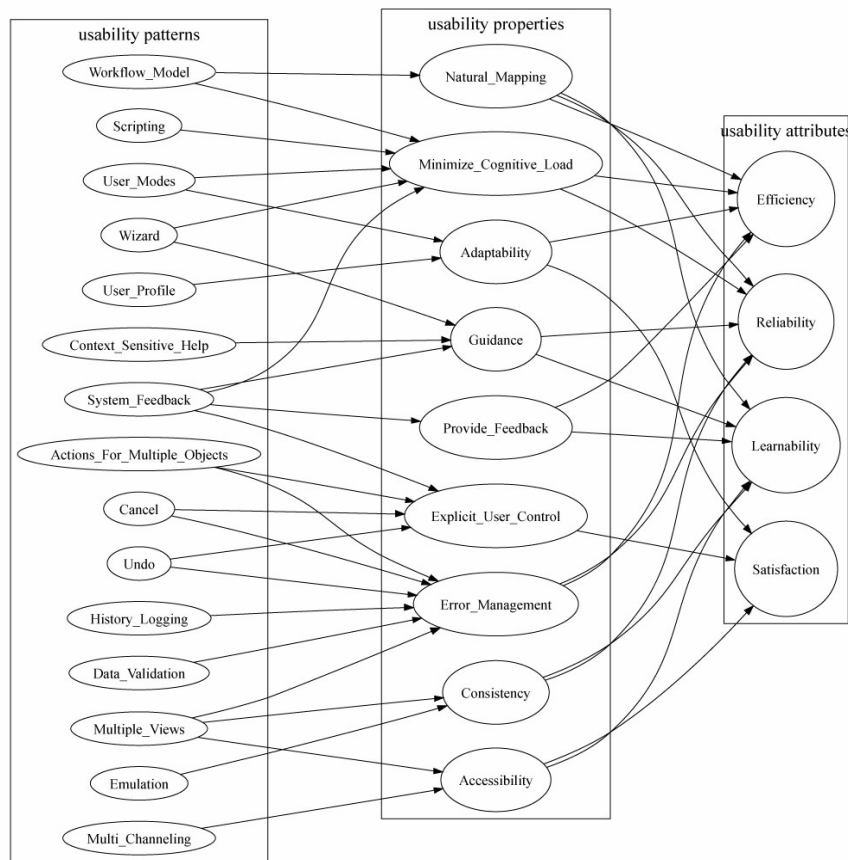 usability patterns
Workflow_Model
Scripting
User_Modes
Wizard
User_Profile
Context_Sensitive_Help
System_Feedback
Actions_For_Multiple_Objects
Cancel
Undo
History_Logging
Data_Validation
Multiple_Views
Emulation
Multi_Channeling
usability properties
Natural_Mapping
Minimize_Cognitive_Load
Adaptability
Guidance
Provide_Feedback
Explicit_User_Control
Error_Management
Consistency
Accessibility
usability attributes
Efficiency
Reliability
Learnability
Satisfaction